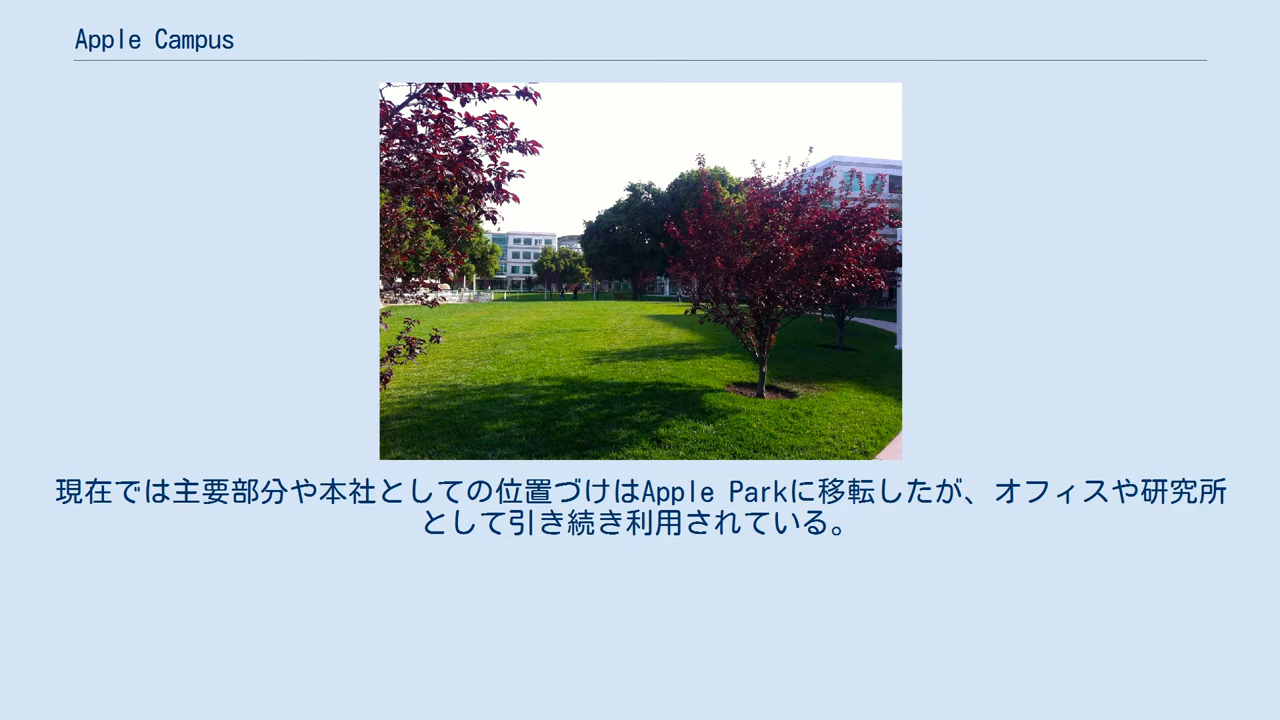 Apple Campus
現在では主要部分や本社としての位置づけはApple Parkに移転したが、オフィスや研究所
として引き続き利用されている。